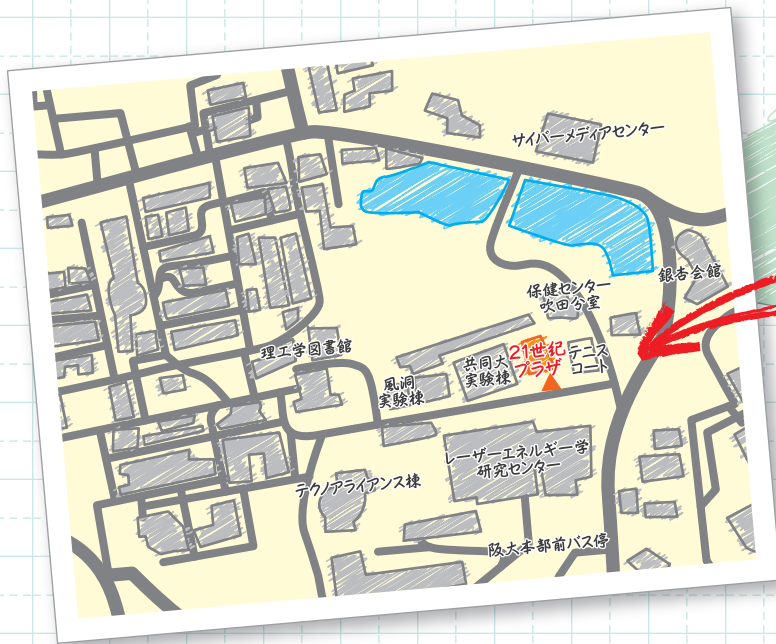 サイバーメディアセンター
銀杏会館
保健センター
吹田分室
理工学図書館
21世紀
プラザ
テニス
コート
共同大
実験棟
風洞
実験棟
レーザーエネルギー学
研究センター
テクノアライアンス棟
阪大本部前バス停